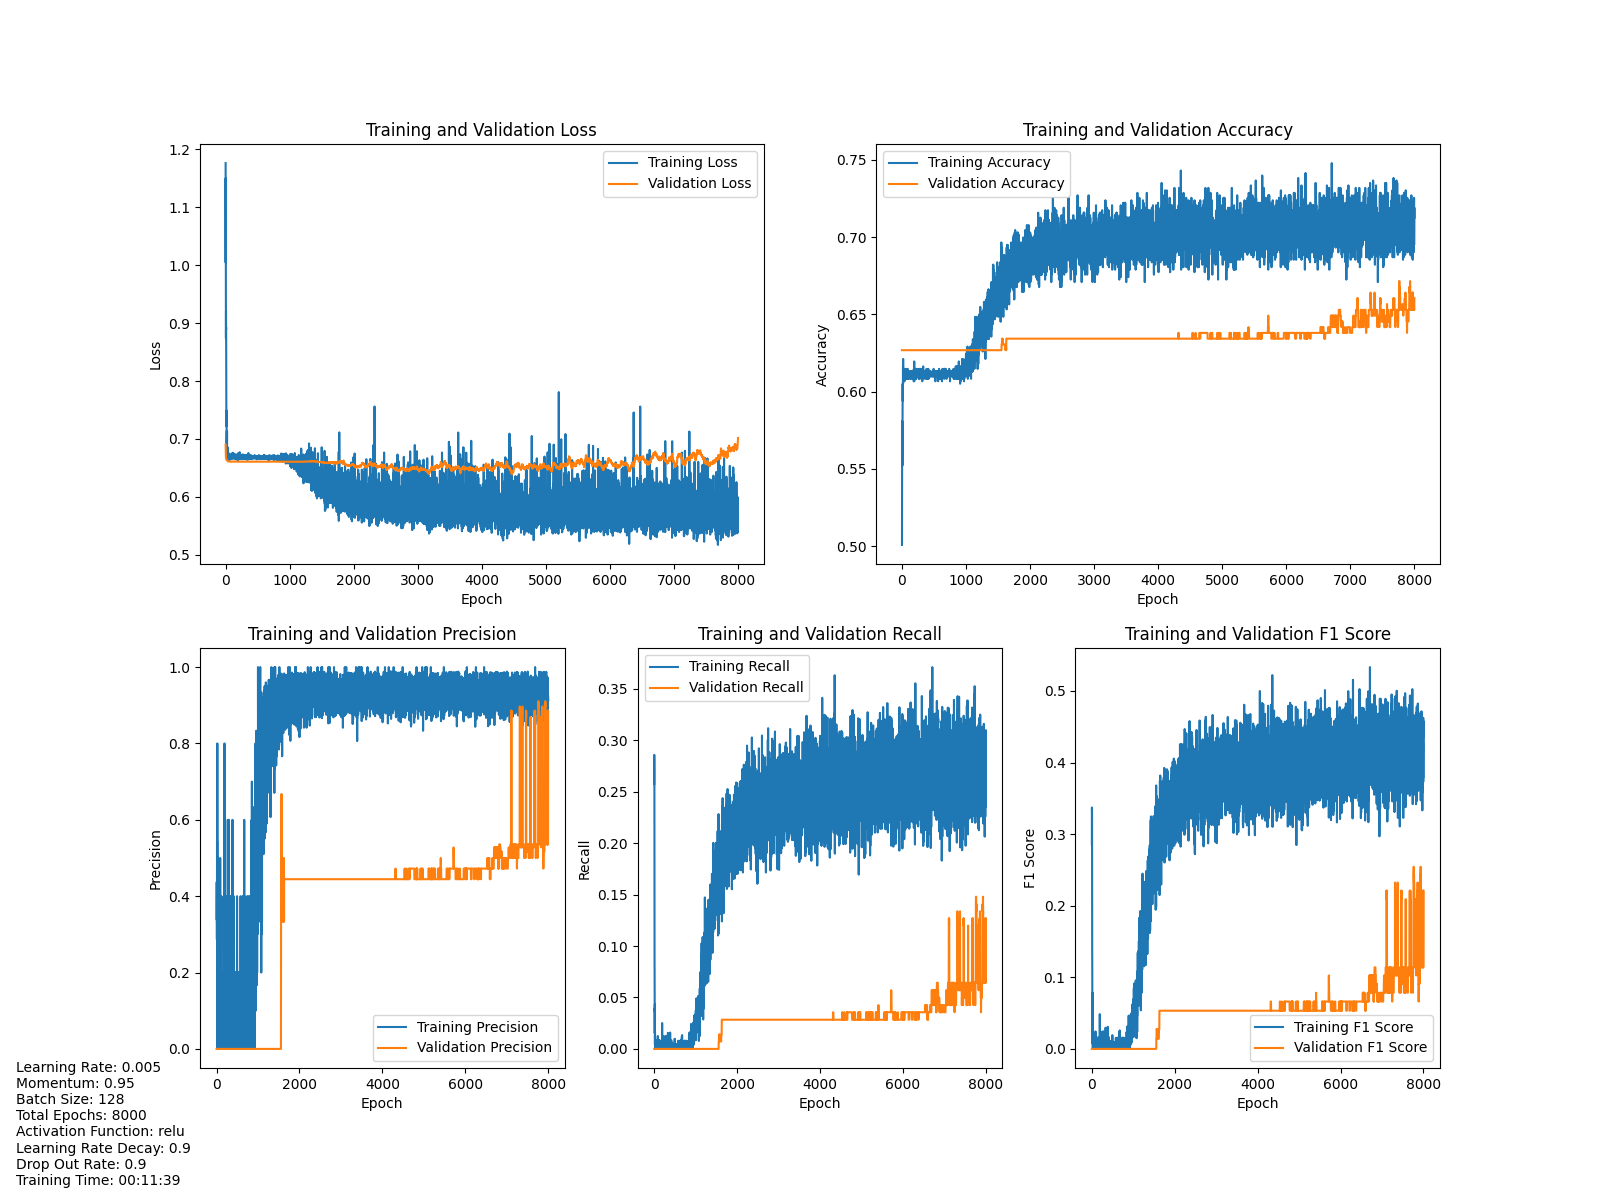 Training and Validation Loss
1.2
1.1
1.0
0.9
0.8
0.7
0.6
0.5
Loss
Training Loss
Validation Loss
0 1000 2000 3000 4000 5000 6000 7000 8000
Epoch
Training and Validation Accuracy
0.75
0.70
0.65
0.60
0.55
0.50
Accuracy
Training Accuracy
Validation Accuracy
0 1000 2000 3000 4000 5000 6000 7000 8000
Epoch
Training and Validation Precision
1.0
0.8
0.6
0.4
0.2
0.0
Precision
Training Precision
Validation Precision
0 2000 4000 6000 8000
Epoch
Training and Validation Recall
Training Recall
Validation Recall
0.35
0.30
0.25
0.20
0.15
0.10
0.05
0.00
Recall
0 2000 4000 6000 8000
Epoch
Training and Validation F1 Score
0.5
0.4
0.3
0.2
0.1
0.0
F1 Score
Training F1 Score
Validation F1 Score
0 2000 4000 6000 8000
Epoch
Learning Rate: 0.005
Momentum: 0.95
Batch Size: 128
Total Epochs: 8000
Activation Function: relu
Learning Rate Decay: 0.9
Drop Out Rate: 0.9
Training Time: 00:11:39